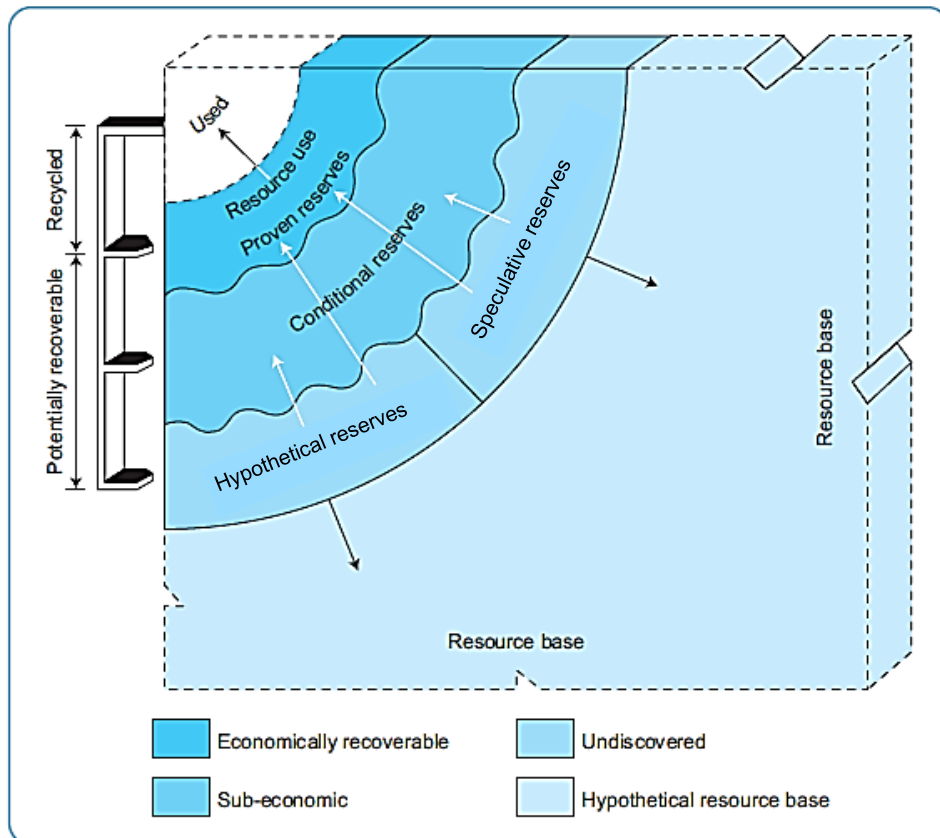 Used
Resource use
Proven reserves
Conditional reserves
Speculative reserves
Hypothetical reserves
Recycled
Potentially recoverable
Resource base
Resource base
Economically recoverable
Undiscovered
Sub-economic
Hypothetical resource base